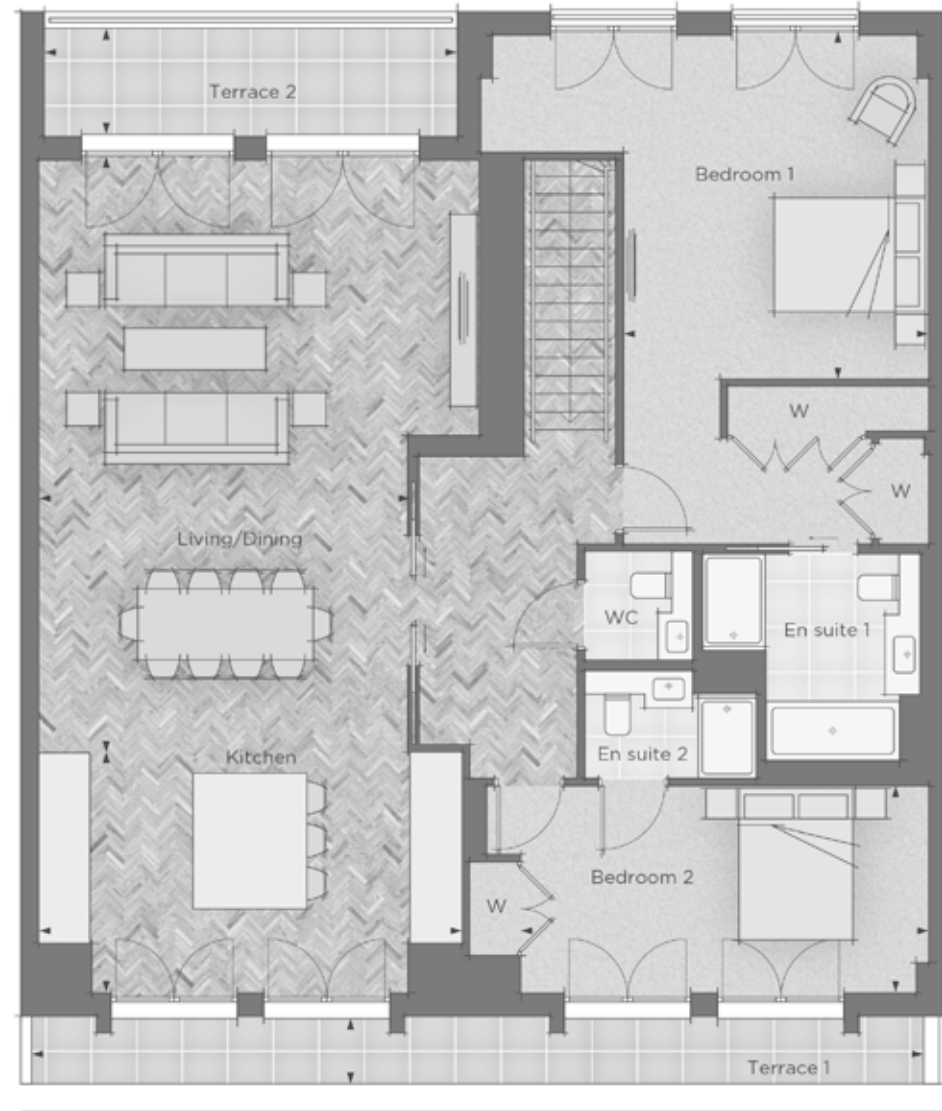 Terrace 2
Bedroom 1
W
W
Living/Dining
WC
En suite 1
En suite 2
Kitchen
Bedroom 2
W
Terrace 1